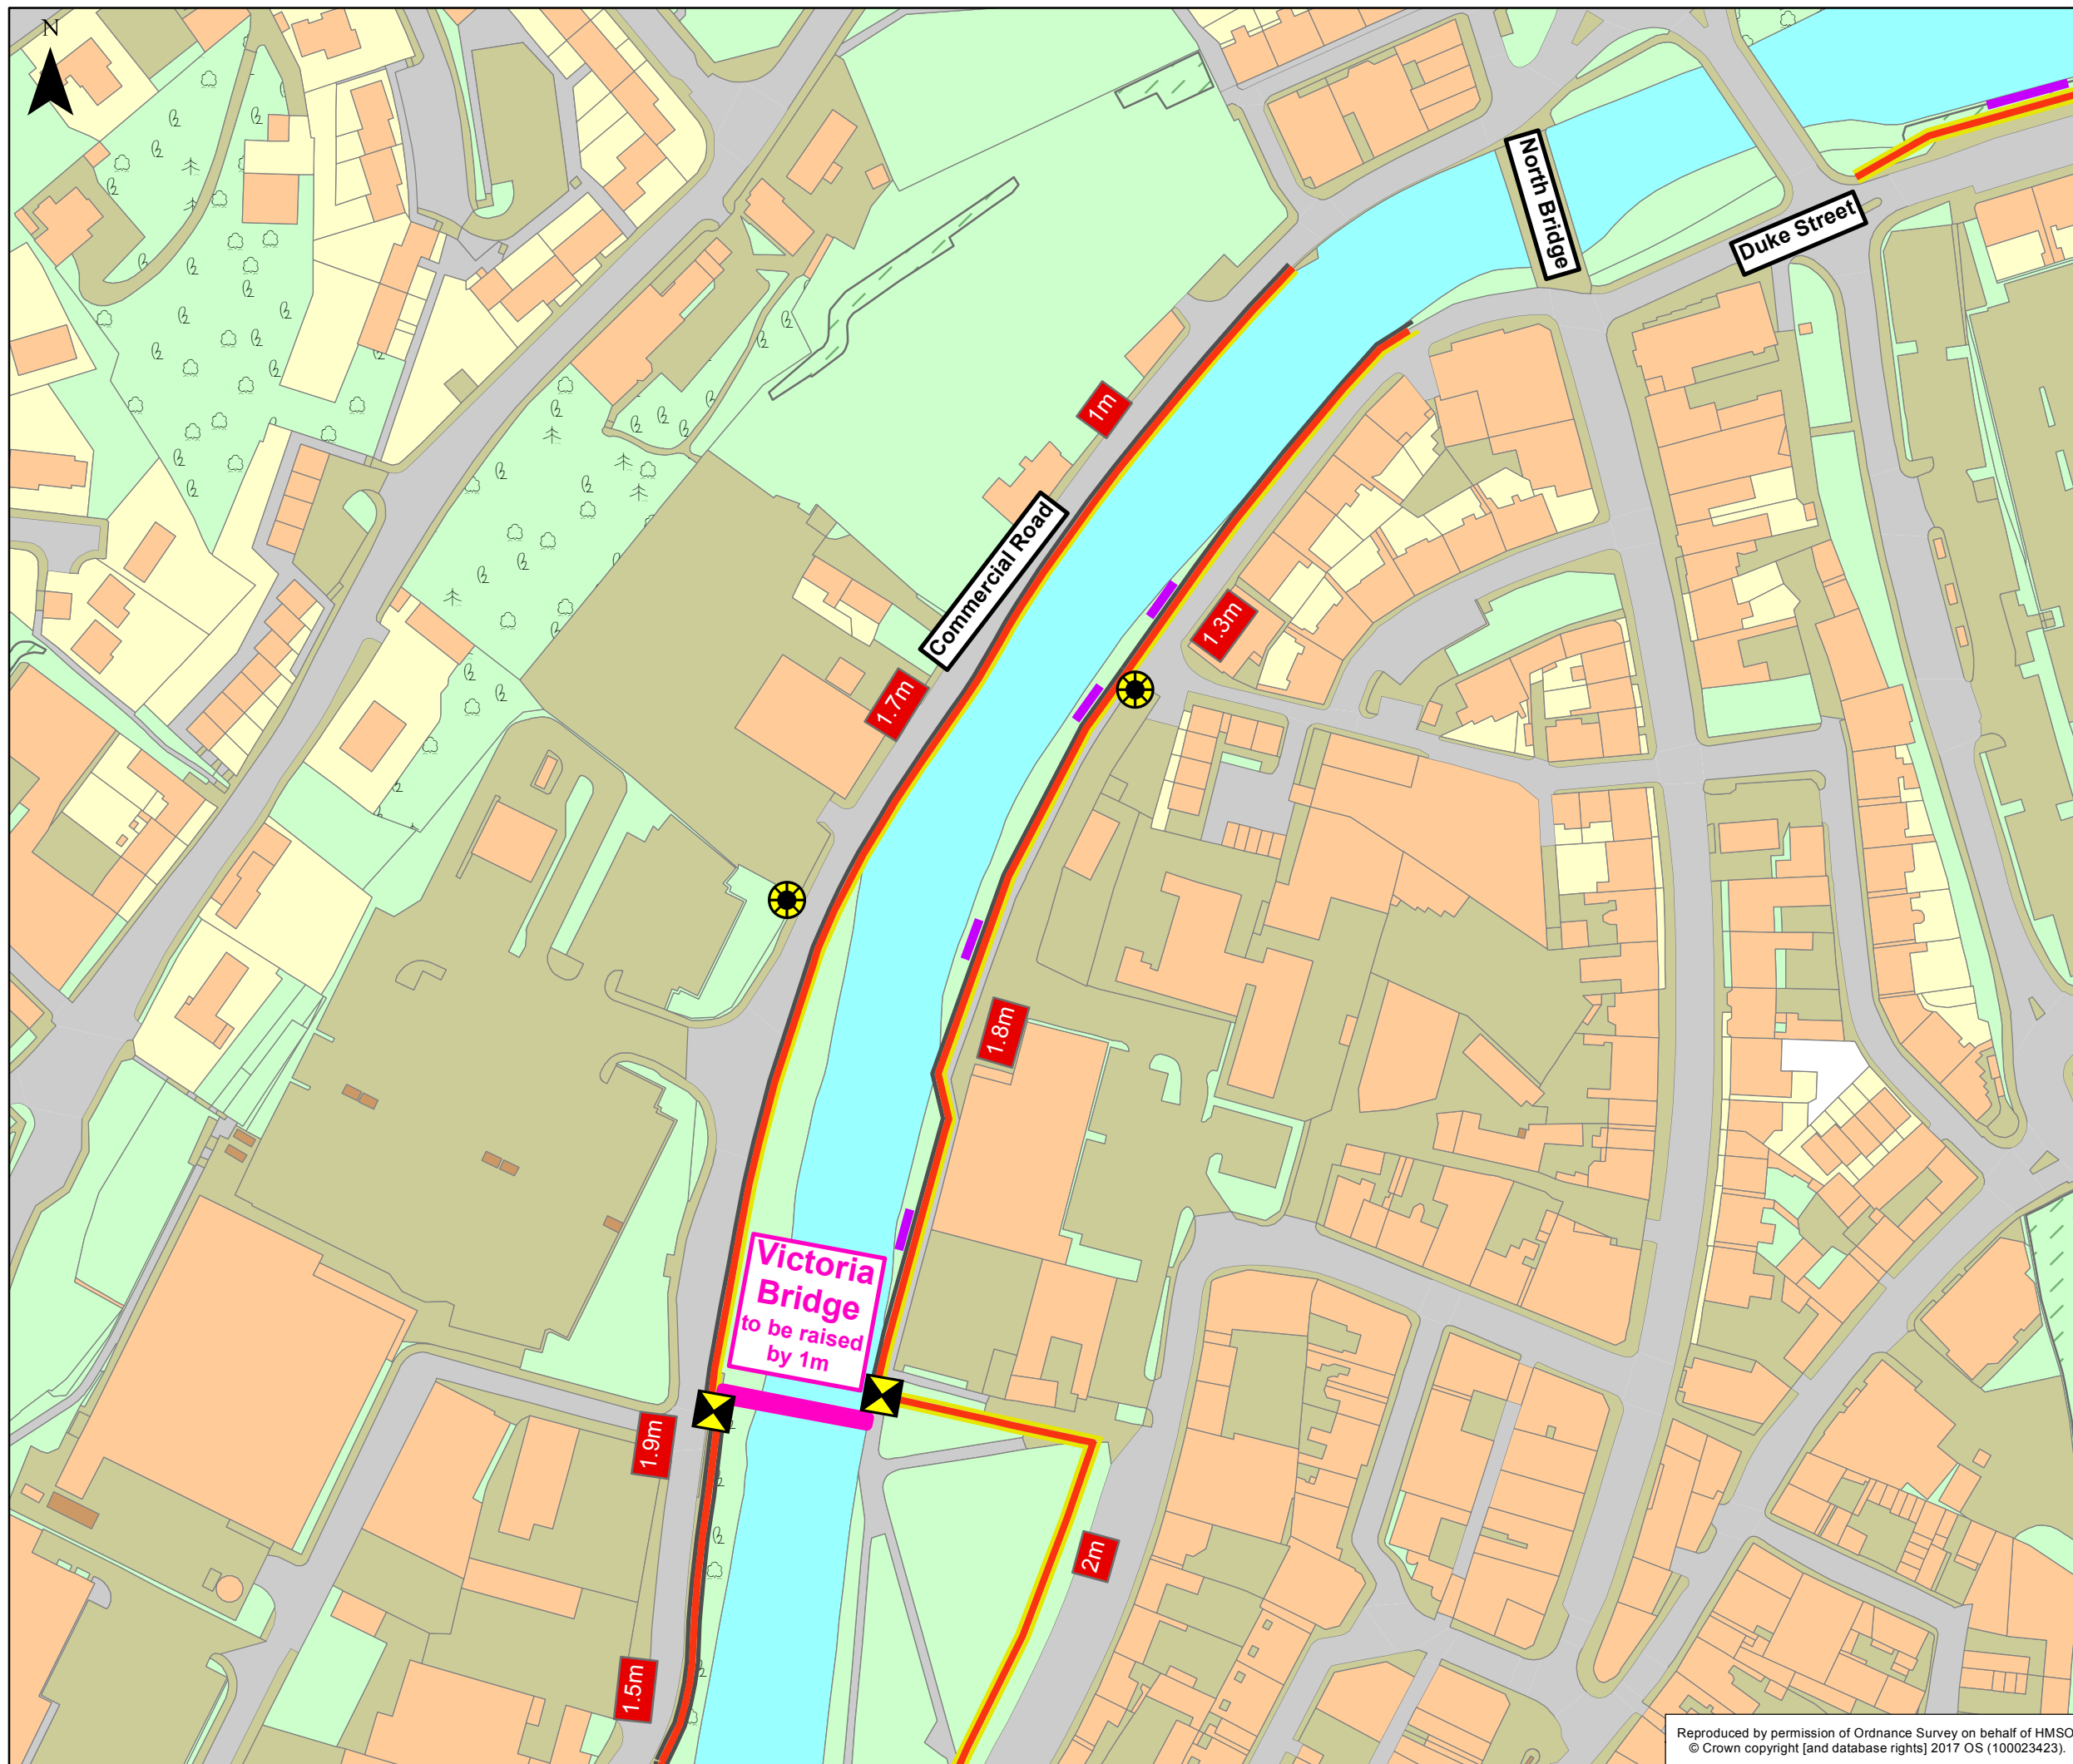 N
North Bridge
Duke Street
1m
Commercial Road
1.3m
1.7m
1.8m
Victoria
Bridge
to be raised
by 1m
1.9m
2m
1.5m
Reproduced by permission of Ordnance Survey on behalf of HMSO
© Crown copyright [and database rights] 2017 OS (100023423).